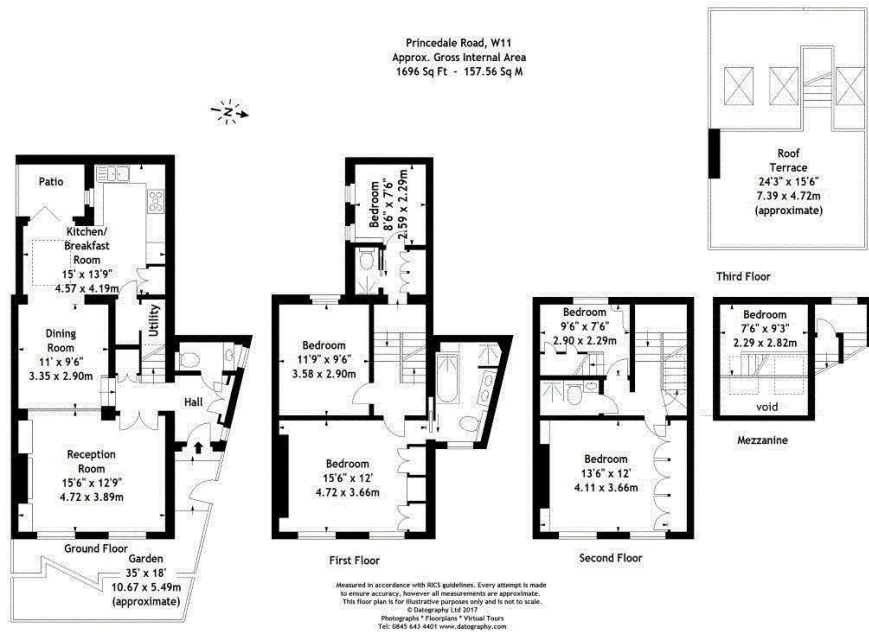 Princedale Road, W11
Approx. Gross Internal Area
1696 Sq Ft - 157.56 Sq M
N
Patio
Kitchen/
Breakfast
Room
15' x 13'9"
4.57 x 4.19m
Utility
Dining
Room
11' x 9'6"
3.35 x 2.90m
Hall
Reception
Room
15'6" x 12'9"
4.72 x 3.89m
Ground Floor
Garden
35' x 18'
10.67 x 5.49m
(approximate)
Bedroom
8'6" x 7'6"
2.59 x 2.29m
Bedroom
11'9" x 9'6"
3.58 x 2.90m
Bedroom
15'6" x 12'
4.72 x 3.66m
First Floor
Bedroom
9'6" x 7'6"
2.90 x 2.29m
Bedroom
13'6" x 12'
4.11 x 3.66m
Second Floor
Roof
Terrace
24'3" x 15'6"
7.39 x 4.72m
(approximate)
Third Floor
Bedroom
7'6" x 9'3"
2.29 x 2.82m
void
Mezzanine
Measured in accordance with RICS guidelines. Every attempt is made
to ensure accuracy, however all measurements are approximate.
This floor plan is for illustrative purposes only and is not to scale.
© Datography Ltd 2017
Photographs * Floorplans * Virtual Tours
Tel: 0845 643 4401 www.datography.com